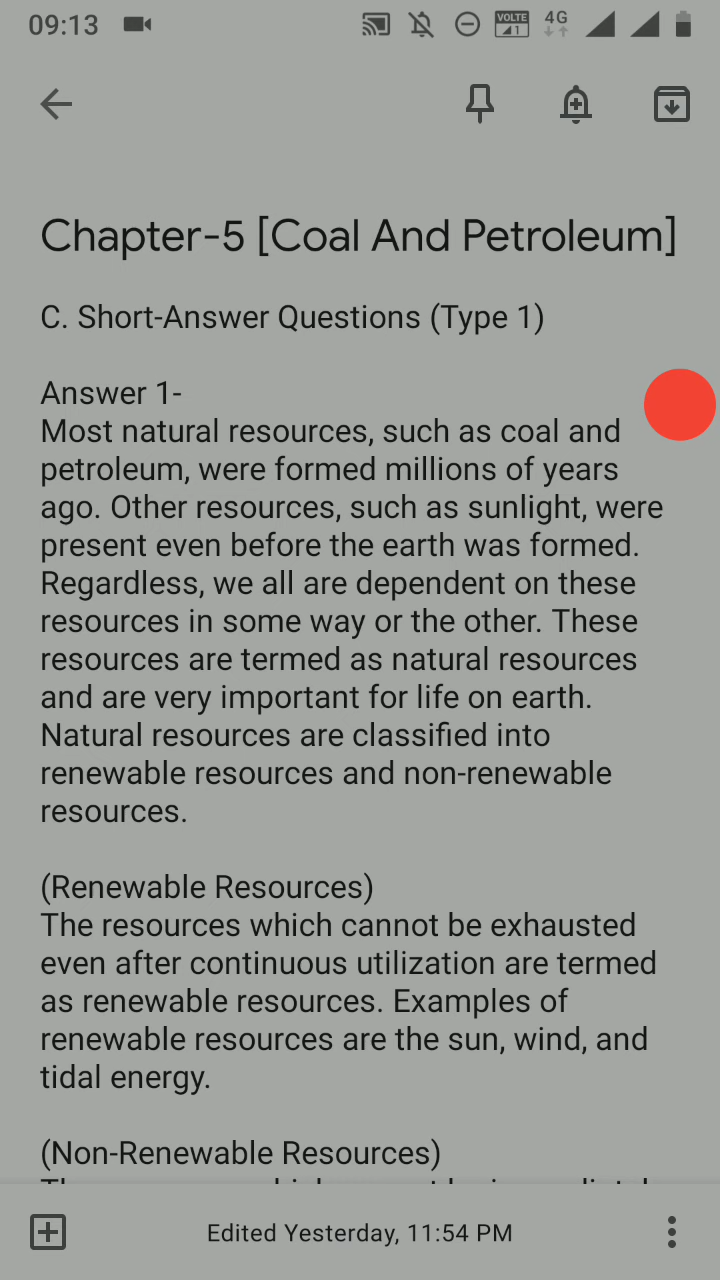 09:13
VOLTE
1
4G
Chapter-5 [Coal And Petroleum]
C. Short-Answer Questions (Type 1)
Answer 1-
Most natural resources, such as coal and
petroleum, were formed millions of years
ago. Other resources, such as sunlight, were
present even before the earth was formed.
Regardless, we all are dependent on these
resources in some way or the other. These
resources are termed as natural resources
and are very important for life on earth.
Natural resources are classified into
renewable resources and non-renewable
resources.
(Renewable Resources)
The resources which cannot be exhausted
even after continuous utilization are termed
as renewable resources. Examples of
renewable resources are the sun, wind, and
tidal energy.
(Non-Renewable Resources)
Edited Yesterday, 11:54 PM